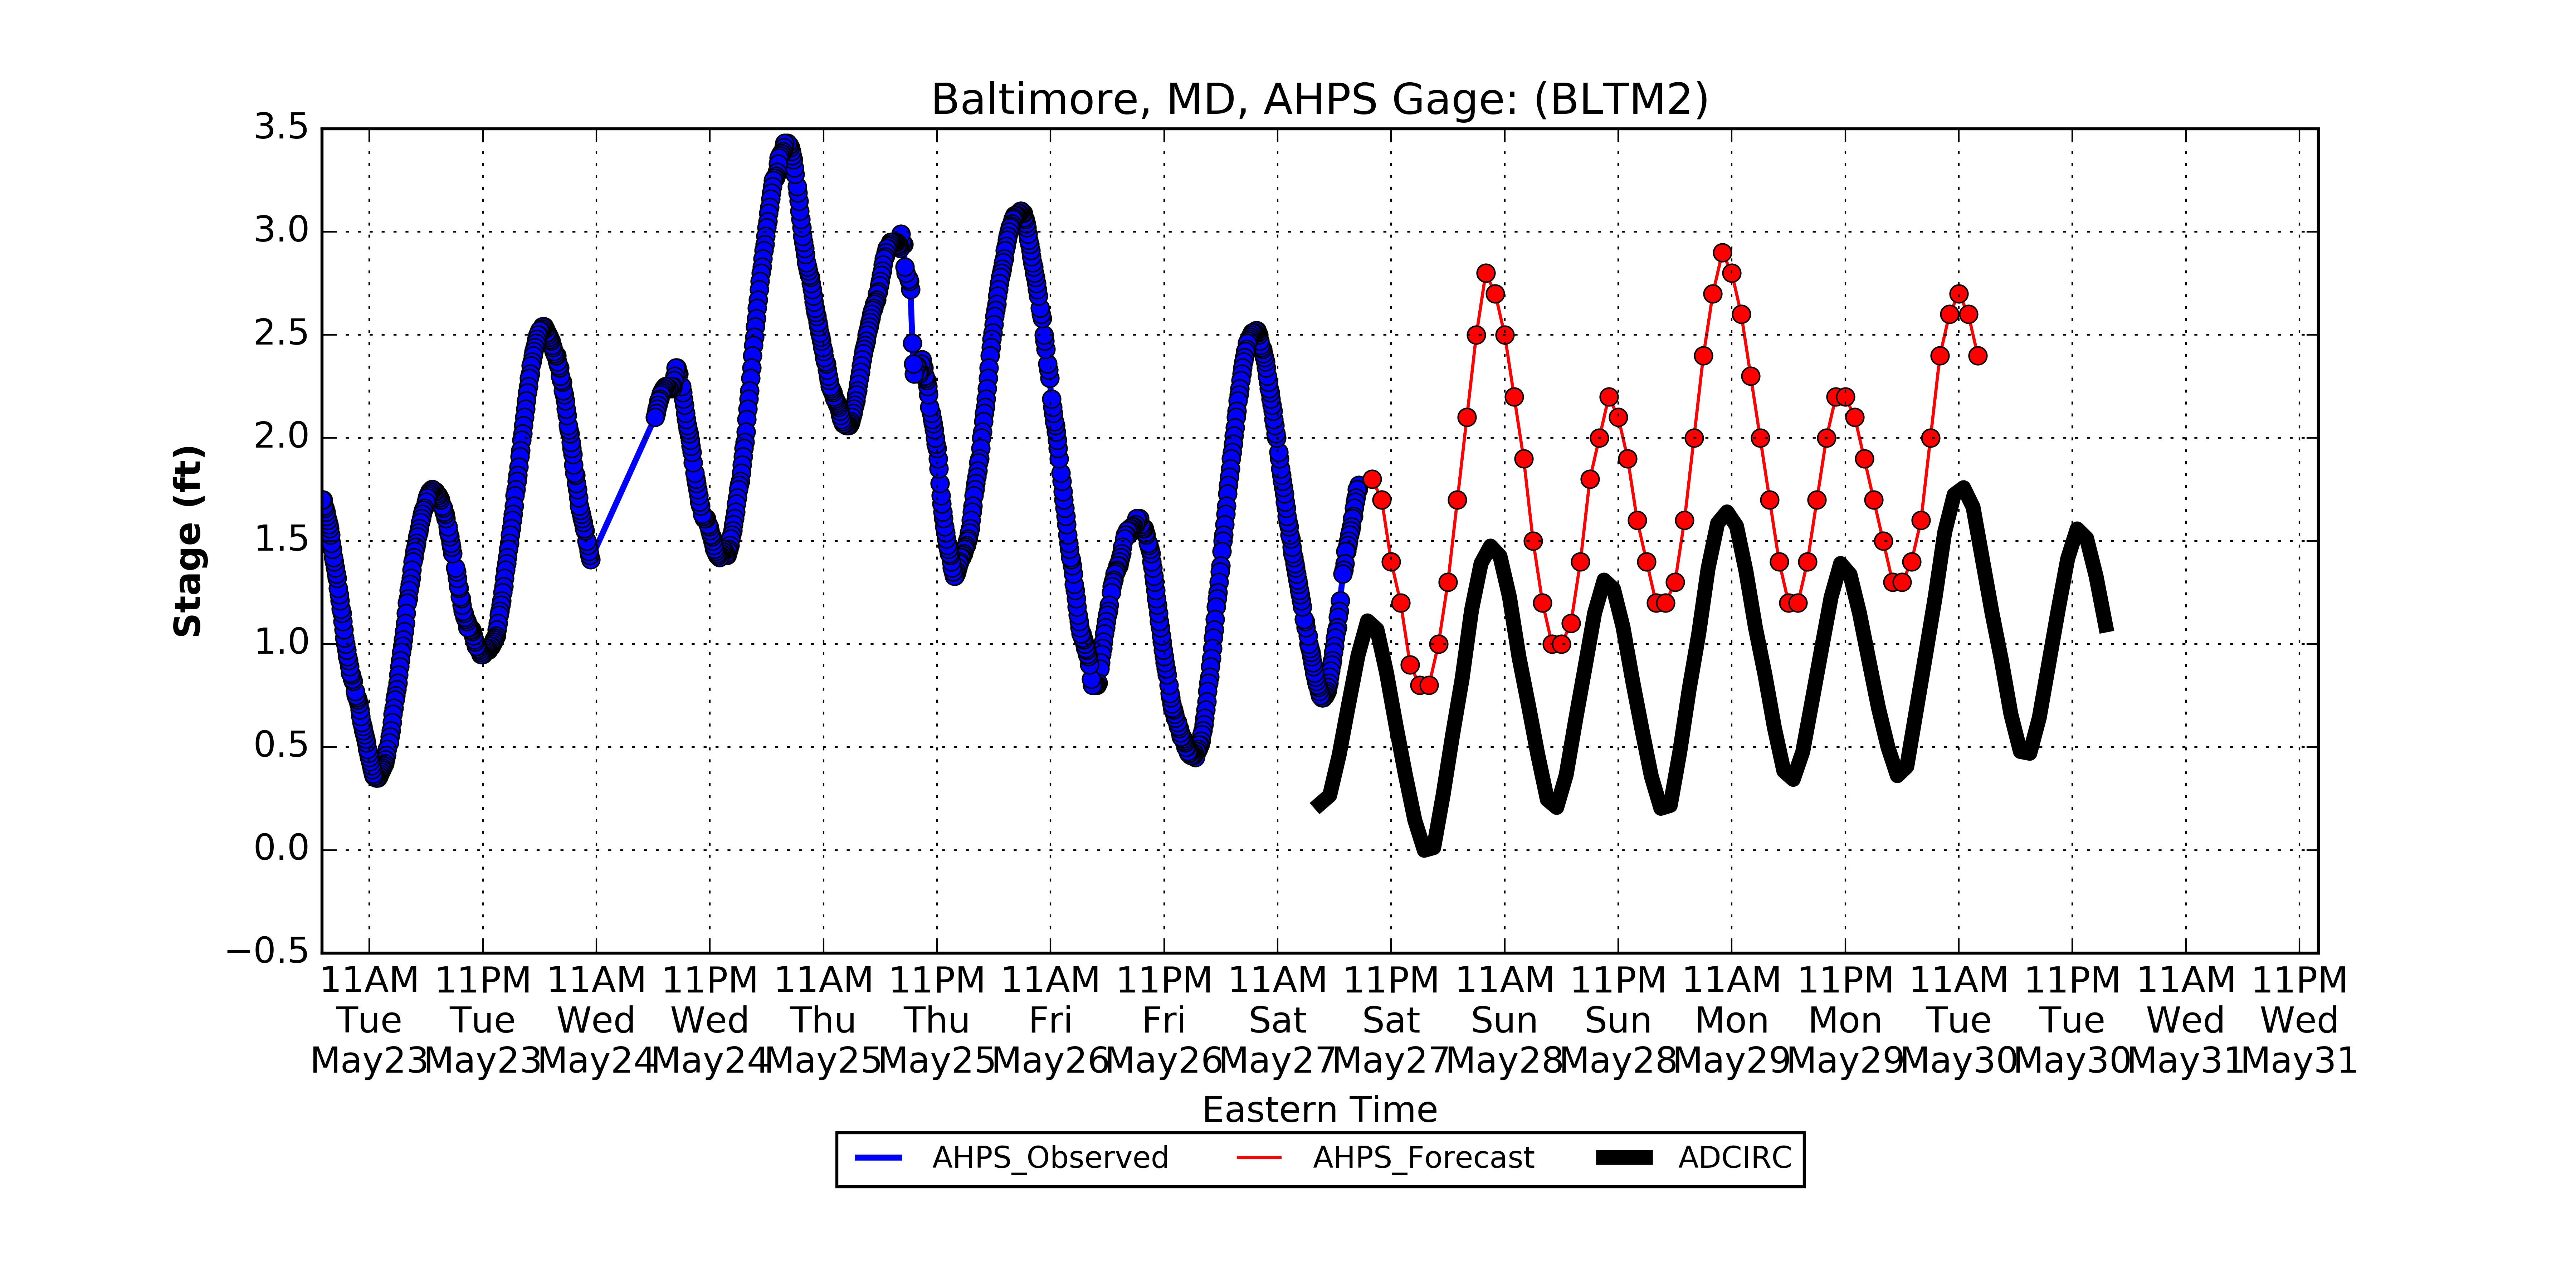 Baltimore, MD, AHPS Gage: (BLTM2)
3.5
3.0
2.5
2.0
1.5
1.0
0.5
0.0
−0.5
Stage (ft)
11AM 11PM 11AM 11PM 11AM 11PM 11AM 11PM 11AM 11PM 11AM 11PM 11AM 11PM 11AM 11PM 11AM 11PM
Tue Tue Wed Wed Thu Thu Fri Fri Sat Sat Sun Sun Mon Mon Tue Tue Wed Wed
May23 May23 May24 May24 May25 May25 May26 May26 May27 May27 May28 May28 May29 May29 May30 May30 May31 May31
Eastern Time
AHPS_Observed AHPS_Forecast ADCIRC